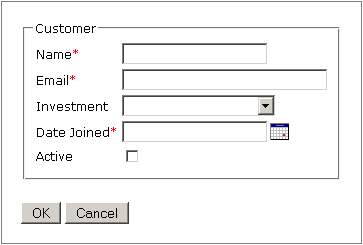 Customer
Name*
Email*
Investment
Date Joined*
Active
OK Cancel